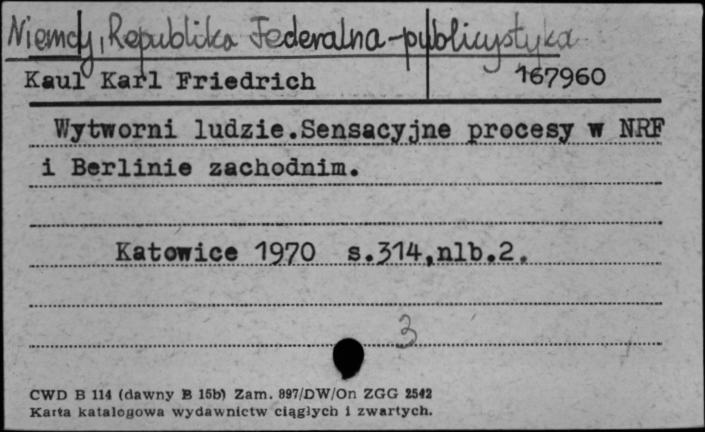 Niemcy, Republika Federalna-publicystyka
Kaul Karl Friedrich 167960
Wytworni ludzie.Sensacyjne procesy w NRF
i Berlinie zachodnim.
Katowice 1970 s.314,nlb.2.
3
CWD B 114 (dawny B 15b) Zam. 897/DW/On ZGG 2542
Karta katalogowa wydawnictw ciągłych i zwartych.